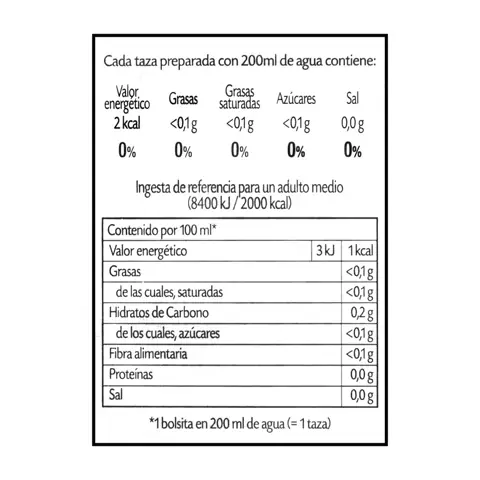 Cada taza preparada con 200ml de agua contiene:
Valor energético Grasas Grasas saturadas Azúcares Sal
2 kcal <0,1 g <0,1 g <0,1 g 0,0 g
0% 0% 0% 0% 0%
Ingesta de referencia para un adulto medio
(8400 kJ / 2000 kcal)
Contenido por 100 ml*
Valor energético 3 kJ 1 kcal
Grasas <0,1 g
de las cuales, saturadas <0,1 g
Hidratos de Carbono 0,2 g
de los cuales, azúcares <0,1 g
Fibra alimentaria <0,1 g
Proteínas 0,0 g
Sal 0,0 g
*1 bolsita en 200 ml de agua (= 1 taza)